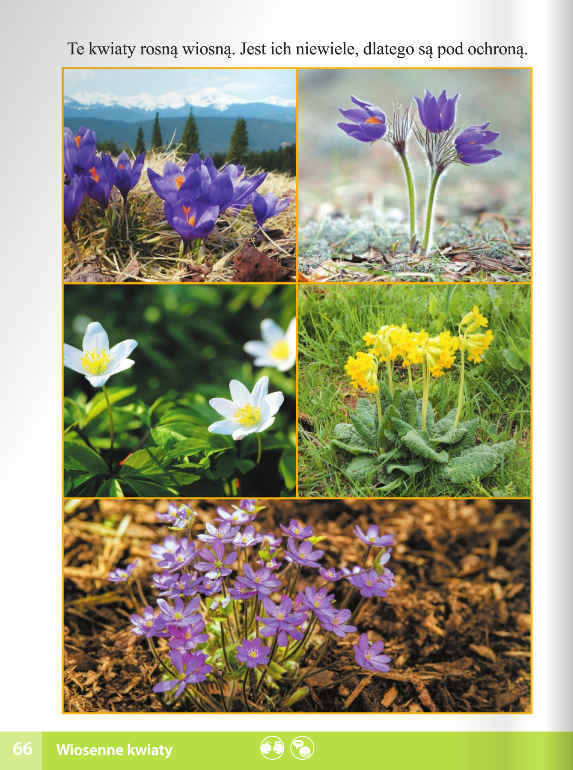 Te kwiaty rosną wiosną. Jest ich niewiele, dlatego są pod ochroną.
66 Wiosenne kwiaty